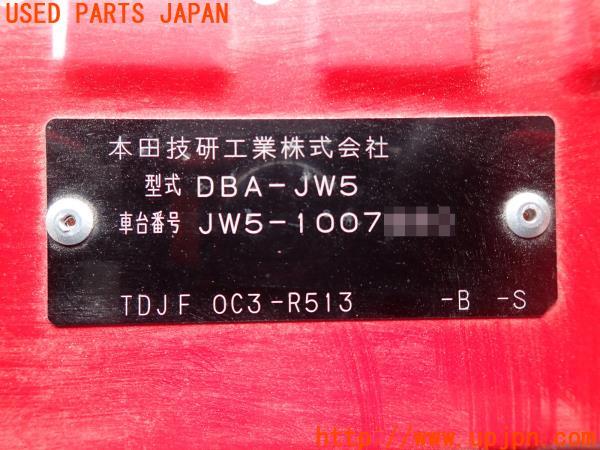 USED PARTS JAPAN
本田技研工業株式会社
型式 DBA-JW5
車台番号 JW5-1007
TDJF 0C3-R513 -B -S
http://www.upjpn.com